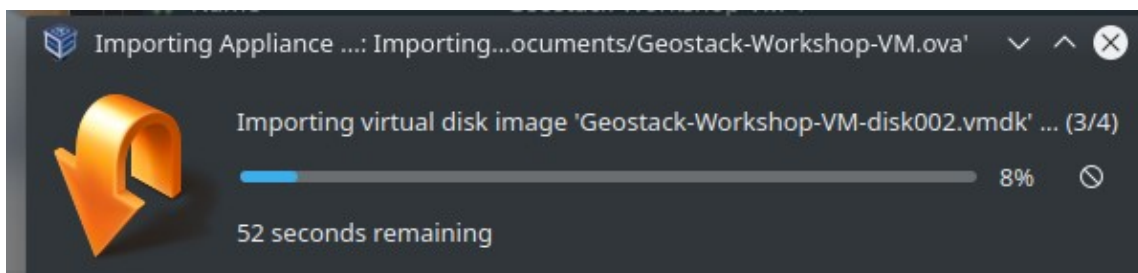 Importing Appliance ...: Importing...ocuments/Geostack-Workshop-VM.ova'
Importing virtual disk image 'Geostack-Workshop-VM-disk002.vmdk' ... (3/4)
8%
52 seconds remaining